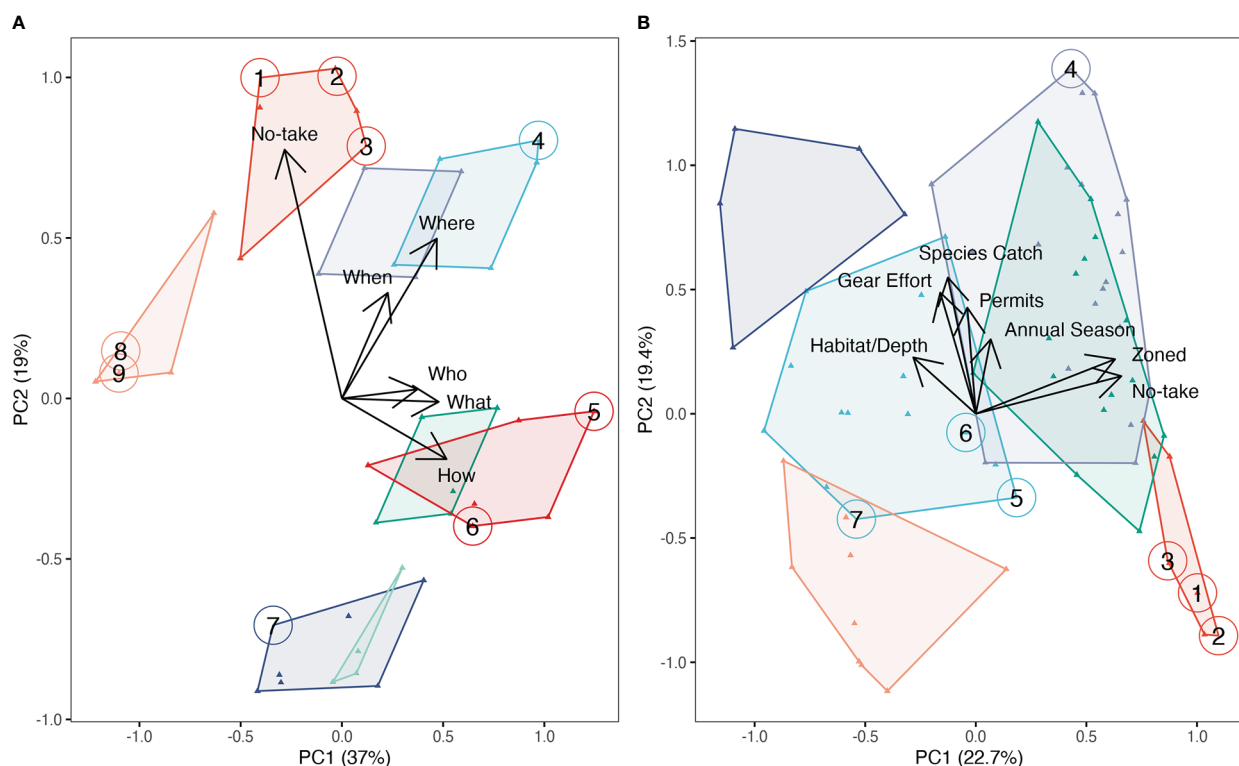 A
1.0
0.5
0.0
-0.5
-1.0
PC2 (19%)
1
2
3
No-take
4
Where
When
8
9
Who
What
5
How
6
7
-1.0
-0.5
0.0
0.5
1.0
PC1 (37%)
B
1.5
1.0
0.5
0.0
-0.5
-1.0
PC2 (19.4%)
4
Species Catch
Gear Effort
Permits
Annual Season
Habitat/Depth
Zoned
No-take
6
5
7
3
1
2
-1.0
-0.5
0.0
0.5
1.0
PC1 (22.7%)